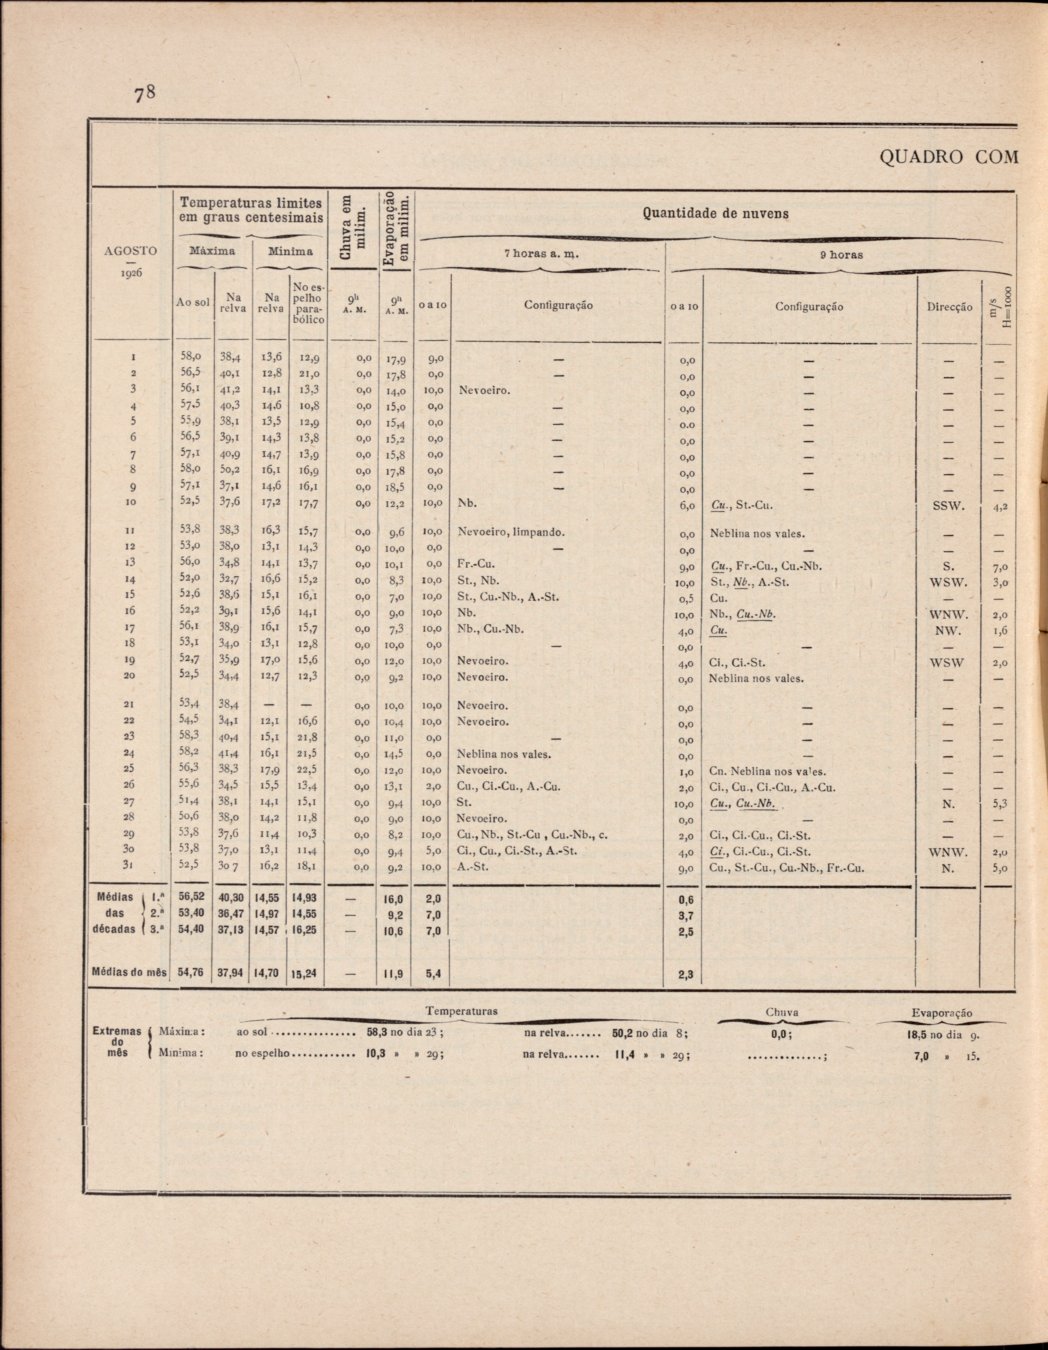 78
QUADRO COM
AGOSTO
—
1926
Temperaturas limites
em graus centesimais
Chuva em
milim.
Evaporação
em milim.
Quantidade de nuvens
Máxima Minima
7 horas a. m. 9 horas
Ao sol Na relva Na relva No espelho parabólico 9h A. M. 9h A. M. 0 a 10 Configuração 0 a 10 Configuração Direcção m/s H=1000
1 58,0 38,4 13,6 12,9 0,0 17,9 9,0 — 0,0 — — —
2 56,5 40,1 12,8 21,0 0,0 17,8 0,0 — 0,0 — — —
3 56,1 41,2 14,1 13,3 0,0 14,0 10,0 Nevoeiro. 0,0 — — —
4 57,5 40,3 14,6 10,8 0,0 15,0 0,0 — 0,0 — — —
5 55,9 38,1 13,5 12,9 0,0 15,4 0,0 — 0.0 — — —
6 56,5 39,1 14,3 13,8 0,0 15,2 0,0 — 0,0 — — —
7 57,1 40,9 14,7 13,9 0,0 15,8 0,0 — 0,0 — — —
8 58,0 50,2 16,1 16,9 0,0 17,8 0,0 — 0,0 — — —
9 57,1 37,1 14,6 16,1 0,0 18,5 0,0 — 0,0 — — —
10 52,5 37,6 17,2 17,7 0,0 12,2 10,0 Nb. 6,0 Cu., St.-Cu. SSW. 4,2
11 53,8 38,3 16,3 15,7 0,0 9,6 10,0 Nevoeiro, limpando. 0,0 Neblina nos vales. — —
12 53,0 38,0 13,1 14,3 0,0 10,0 0,0 — 0,0 — — —
13 56,0 34,8 14,1 13,7 0,0 10,1 0,0 Fr.-Cu. 9,0 Cu., Fr.-Cu., Cu.-Nb. S. 7,0
14 52,0 32,7 16,6 15,2 0,0 8,3 10,0 St., Nb. 10,0 St., Nb., A.-St. WSW. 3,0
15 52,6 38,6 15,1 16,1 0,0 7,0 10,0 St., Cu.-Nb., A.-St. 0,5 Cu. — —
16 52,2 39,1 15,6 14,1 0,0 9,0 10,0 Nb. 10,0 Nb., Cu.-Nb. WNW. 2,0
17 56,1 38,9 16,1 15,7 0,0 7,3 10,0 Nb., Cu.-Nb. 4,0 Cu. NW. 1,6
18 53,1 34,0 13,1 12,8 0,0 10,0 0,0 — 0,0 — — —
19 52,7 35,9 17,0 15,6 0,0 12,0 10,0 Nevoeiro. 4,0 Ci., Ci.-St. WSW 2,0
20 52,5 34,4 12,7 12,3 0,0 9,2 10,0 Nevoeiro. 0,0 Neblina nos vales. — —
21 53,4 38,4 — — 0,0 10,0 10,0 Nevoeiro. 0,0 — — —
22 54,5 34,1 12,1 16,6 0,0 10,4 10,0 Nevoeiro. 0,0 — — —
23 58,3 40,4 15,1 21,8 0,0 11,0 0,0 — 0,0 — — —
24 58,2 41,4 16,1 21,5 0,0 14,5 0,0 Neblina nos vales. 0,0 — — —
25 56,3 38,3 17,9 22,5 0,0 12,0 10,0 Nevoeiro. 1,0 Cn. Neblina nos vales. — —
26 55,6 34,5 15,5 13,4 0,0 13,1 2,0 Cu., Ci.-Cu., A.-Cu. 2,0 Ci., Cu., Ci.-Cu., A.-Cu. — —
27 51,4 38,1 14,1 15,1 0,0 9,4 10,0 St. 10,0 Cu., Cu.-Nb. N. 5,3
28 50,6 38,0 14,2 11,8 0,0 9,0 10,0 Nevoeiro. 0,0 — — —
29 53,8 37,6 11,4 10,3 0,0 8,2 10,0 Cu., Nb., St.-Cu , Cu.-Nb., c. 2,0 Ci., Ci.-Cu., Ci.-St. — —
30 53,8 37,0 13,1 11,4 0,0 9,4 5,0 Ci., Cu., Ci.-St., A.-St. 4,0 Ci., Ci.-Cu., Ci.-St. WNW. 2,0
31 52,5 30 7 16,2 18,1 0,0 9,2 10,0 A.-St. 9,0 Cu., St.-Cu., Cu.-Nb., Fr.-Cu. N. 5,0
Médias 1.ª 56,52 40,30 14,55 14,93 — 16,0 2,0 0,6
das 2.ª 53,40 36,47 14,97 14,55 — 9,2 7,0 3,7
décadas 3.ª 54,40 37,13 14,57 16,25 — 10,6 7,0 2,5
Médias do mês 54,76 37,94 14,70 15,24 — 11,9 5,4 2,3
Temperaturas Chuva Evaporação
Extremas do mês
Máxima: ao sol ................ 58,3 no dia 23; na relva....... 50,2 no dia 8; 0,0; 18,5 no dia 9.
Minima: no espelho............ 10,3 » » 29; na relva....... 11,4 » » 29; ..............; 7,0 » 15.